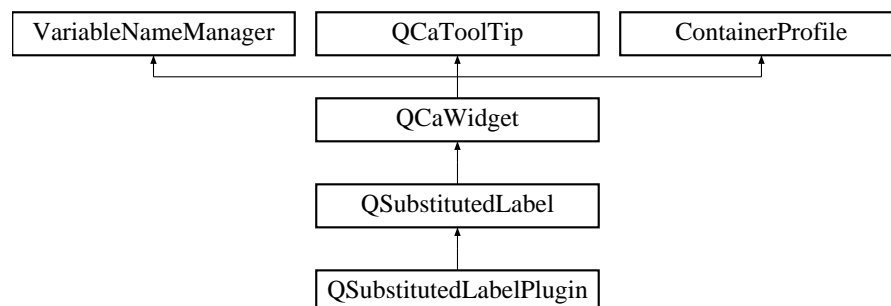 VariableNameManager QCaToolTip ContainerProfile
QCaWidget
QSubstitutedLabel
QSubstitutedLabelPlugin